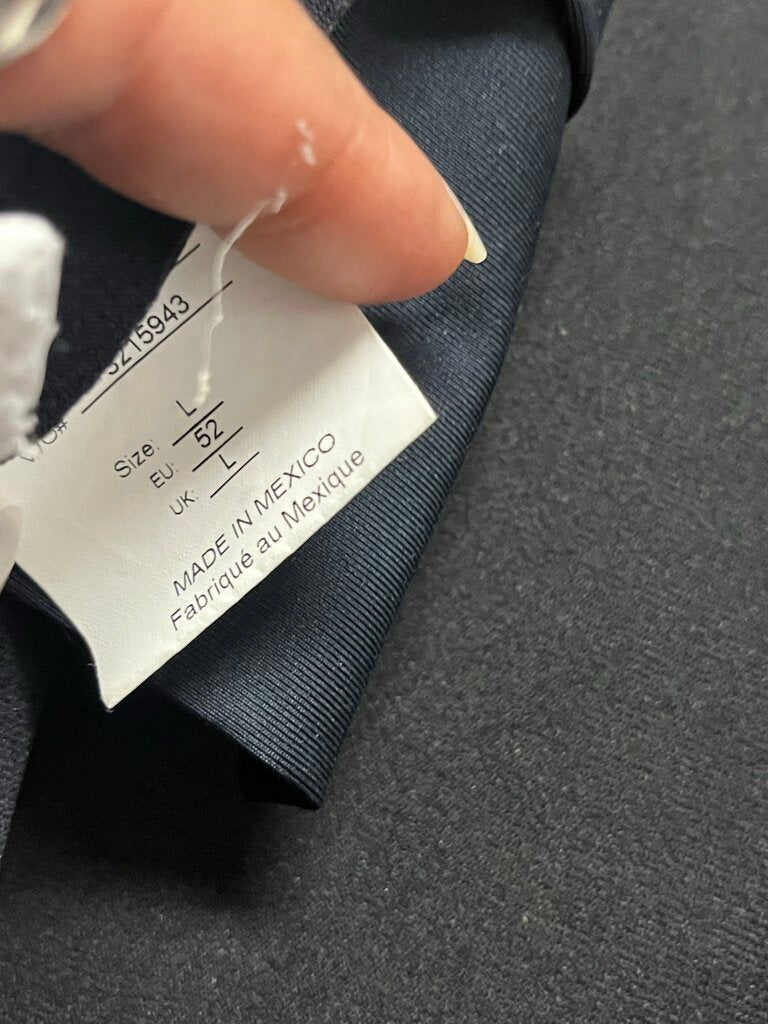 3215943
Size: L
EU: 52
UK: L
MADE IN MEXICO
Fabriqué au Mexique